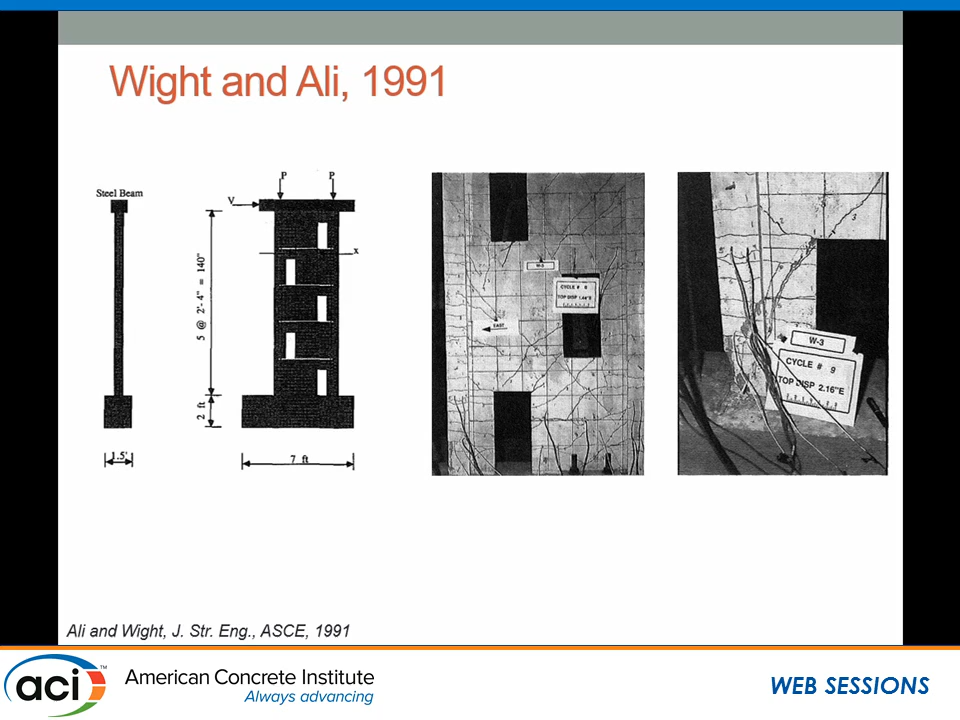 Wight and Ali, 1991
Steel Beam
P P
V
x
5 @ 2'- 4" = 140"
2 ft
1.5'
7 ft
W-3
CYCLE # 8
TOP DISP 1.44"E
EAST
W-3
CYCLE # 9
TOP DISP 2.16"E
Ali and Wight, J. Str. Eng., ASCE, 1991
aci™
American Concrete Institute
Always advancing
WEB SESSIONS